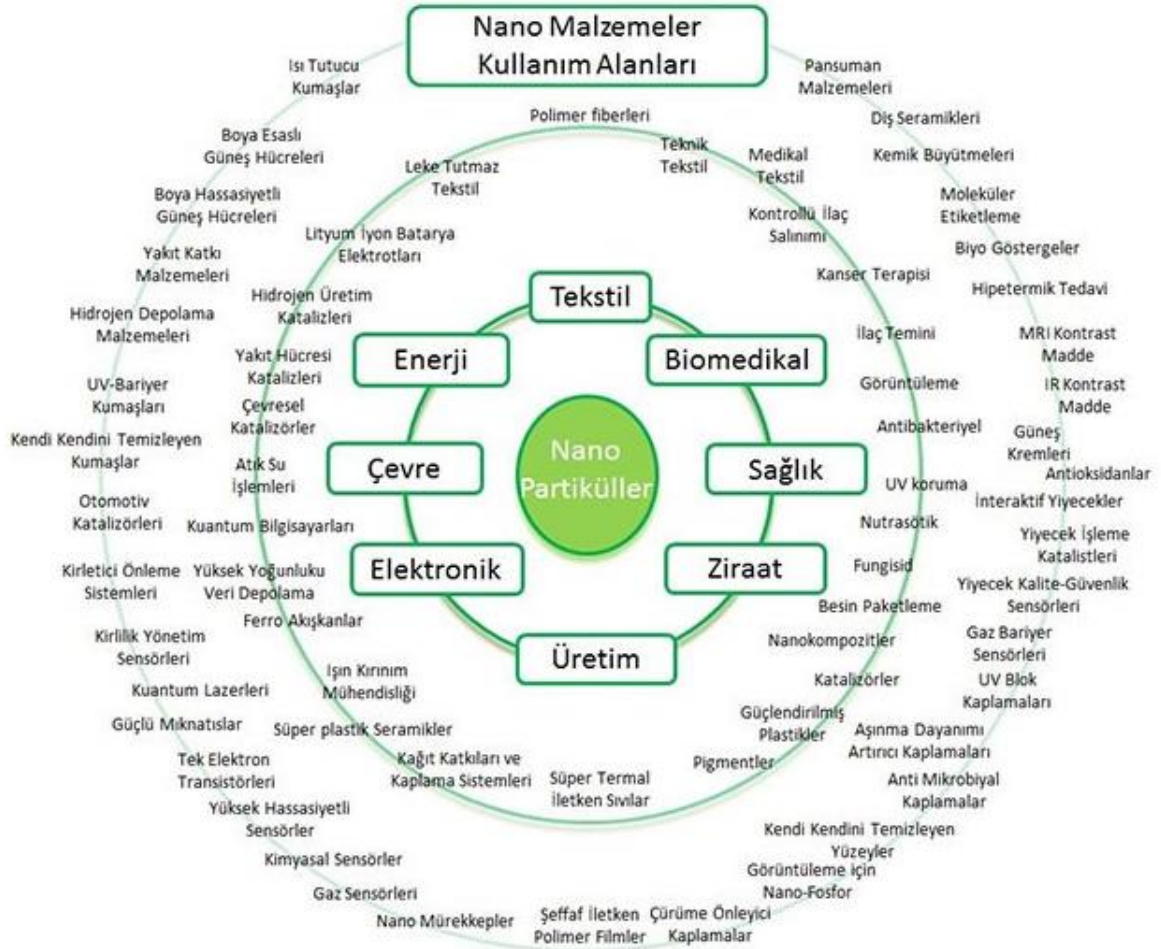 Nano Malzemeler
Kullanım Alanları
Isı Tutucu
Kumaşlar
Pansuman
Malzemeleri
Polimer fiberleri
Diş Seramikleri
Boya Esaslı
Güneş Hücreleri
Teknik
Tekstil
Medikal
Tekstil
Kemik Büyütmeleri
Leke Tutmaz
Tekstil
Boya Hassasiyetli
Güneş Hücreleri
Moleküler
Etiketleme
Kontrollü İlaç
Salınımı
Lityum İyon Batarya
Elektrotları
Yakıt Katkı
Malzemeleri
Biyo Göstergeler
Kanser Terapisi
Hipetermik Tedavi
Hidrojen Üretim
Katalizleri
Tekstil
Hidrojen Depolama
Malzemeleri
İlaç Temini
MRI Kontrast
Madde
Yakıt Hücresi
Katalizleri
Enerji
Biomedikal
UV-Bariyer
Kumaşları
Görüntüleme
IR Kontrast
Madde
Çevresel
Katalizörler
Antibakteriyel
Güneş
Kremleri
Kendi Kendini Temizleyen
Kumaşlar
Nano
Partiküller
Çevre
Sağlık
Atık Su
İşlemleri
Antioksidanlar
UV koruma
Otomotiv
Katalizörleri
İnteraktif Yiyecekler
Kuantum Bilgisayarları
Nutrasötik
Yiyecek İşleme
Katalistleri
Elektronik
Ziraat
Fungisid
Kirletici Önleme
Sistemleri
Yüksek Yoğunluku
Veri Depolama
Yiyecek Kalite-Güvenlik
Sensörleri
Besin Paketleme
Ferro Akışkanlar
Kirlilik Yönetim
Sensörleri
Nanokompozitler
Gaz Bariyer
Sensörleri
Üretim
Işın Kırınım
Mühendisliği
Kuantum Lazerleri
Katalizörler
UV Blok
Kaplamaları
Güçlü Mıknatıslar
Süper plastik Seramikler
Güçlendirilmiş
Plastikler
Aşınma Dayanımı
Artırıcı Kaplamaları
Tek Elektron
Transistörleri
Kağıt Katkıları ve
Kaplama Sistemleri
Süper Termal
İletken Sıvılar
Pigmentler
Anti Mikrobiyal
Kaplamalar
Yüksek Hassasiyetli
Sensörler
Kendi Kendini Temizleyen
Yüzeyler
Kimyasal Sensörler
Görüntüleme için
Nano-Fosfor
Gaz Sensörleri
Nano Mürekkepler
Şeffaf İletken
Polimer Filmler
Çürüme Önleyici
Kaplamalar